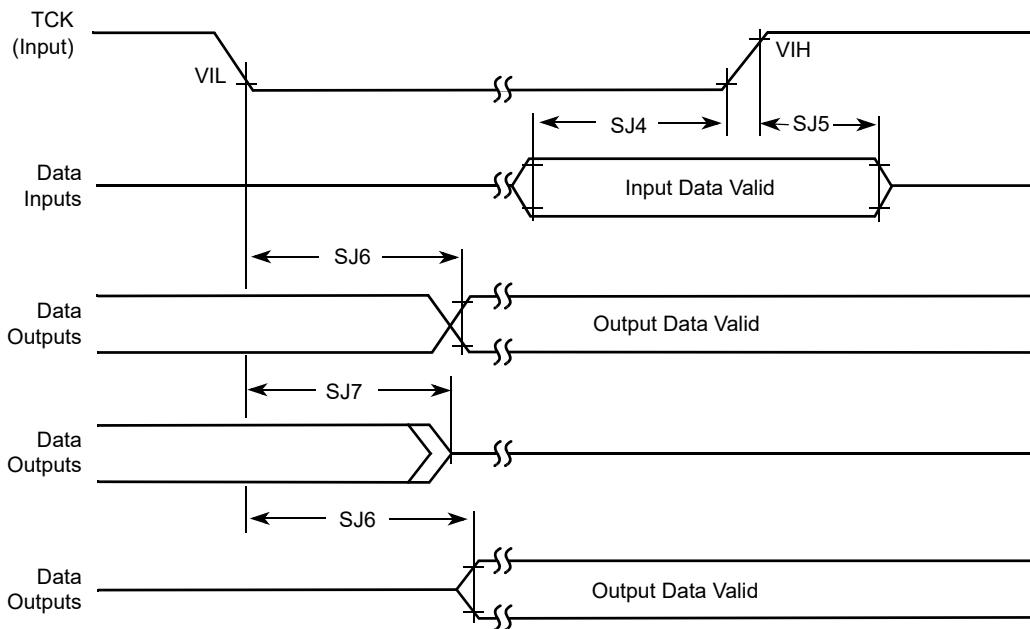 TCK
(Input)
VIL
VIH
SJ4
SJ5
Data
Inputs
Input Data Valid
SJ6
Data
Outputs
Output Data Valid
SJ7
Data
Outputs
SJ6
Data
Outputs
Output Data Valid